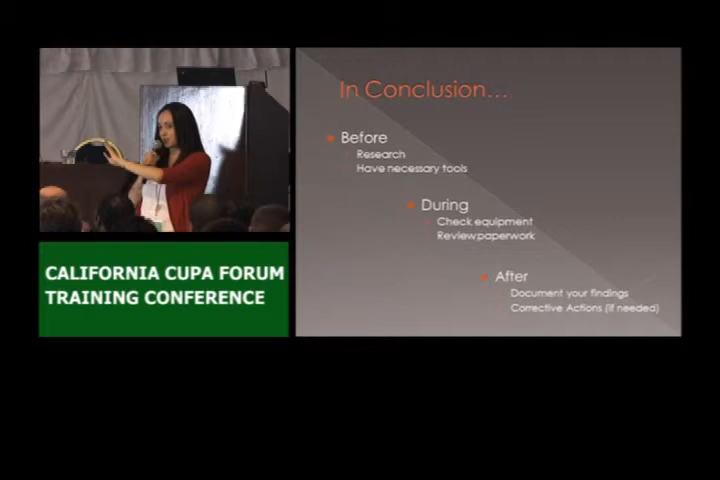 In Conclusion...
Before
Research
Have necessary tools
During
Check equipment
Review paperwork
After
Document your findings
Corrective Actions (if needed)
CALIFORNIA CUPA FORUM
TRAINING CONFERENCE